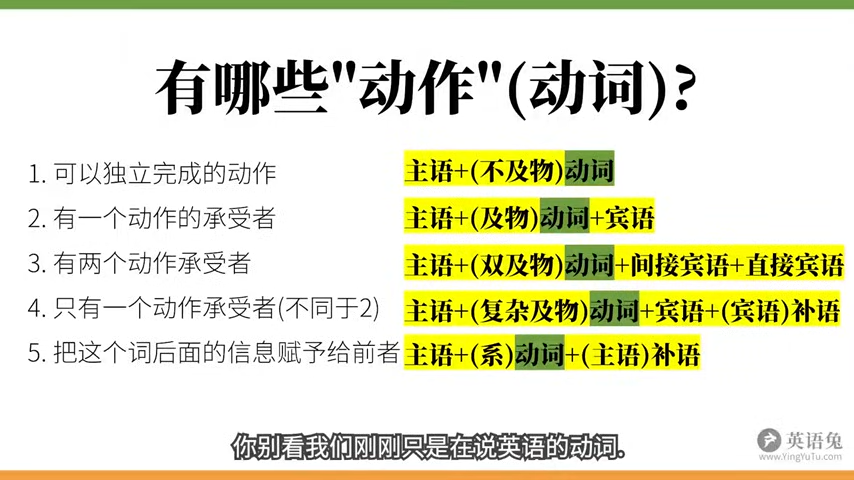 有哪些"动作"(动词)?
1. 可以独立完成的动作 主语+(不及物)动词
2. 有一个动作的承受者 主语+(及物)动词+宾语
3. 有两个动作承受者 主语+(双及物)动词+间接宾语+直接宾语
4. 只有一个动作承受者(不同于2) 主语+(复杂及物)动词+宾语+(宾语)补语
5. 把这个词后面的信息赋予给前者 主语+(系)动词+(主语)补语
你别看我们刚刚只是在说英语的动词.
英语兔
www.YingYuTu.com